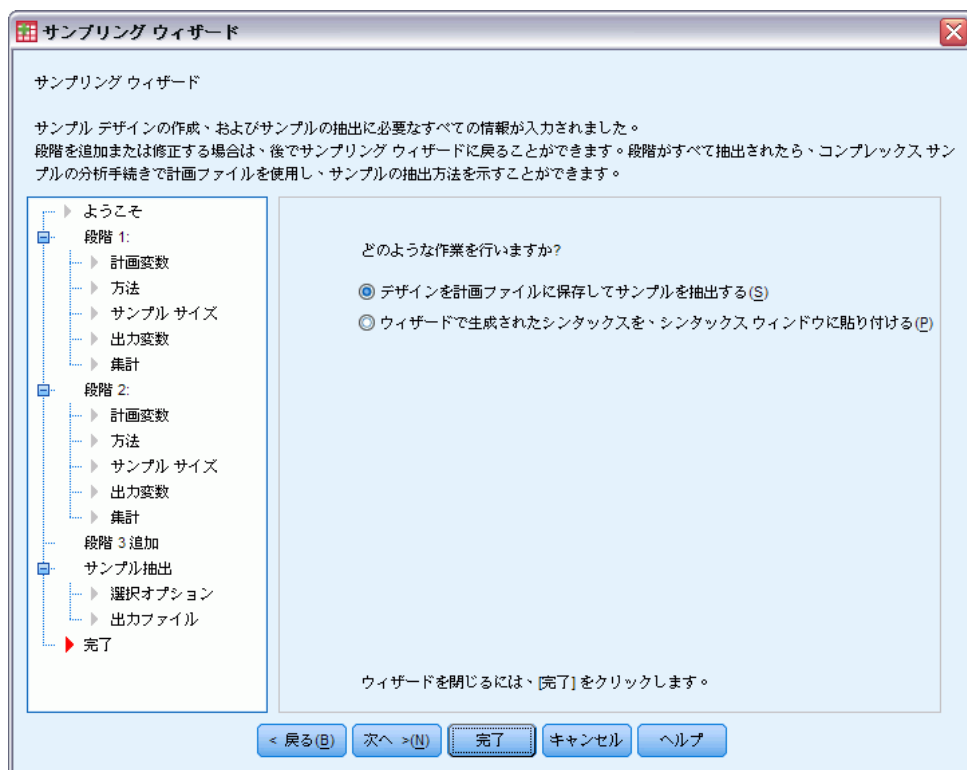 サンプリング ウィザード
サンプリング ウィザード
サンプル デザインの作成、およびサンプルの抽出に必要なすべての情報が入力されました。
段階を追加または修正する場合は、後でサンプリング ウィザードに戻ることができます。段階がすべて抽出されたら、コンプレックス サン
プルの分析手続きで計画ファイルを使用し、サンプルの抽出方法を示すことができます。
ようこそ
段階 1:
計画変数
方法
サンプル サイズ
出力変数
集計
段階 2:
計画変数
方法
サンプル サイズ
出力変数
集計
段階 3 追加
サンプル抽出
選択オプション
出力ファイル
完了
どのような作業を行いますか?
デザインを計画ファイルに保存してサンプルを抽出する(S)
ウィザードで生成されたシンタックスを、シンタックス ウィンドウに貼り付ける(P)
ウィザードを閉じるには、[完了] をクリックします。
< 戻る(B)
次へ >(N)
完了
キャンセル
ヘルプ